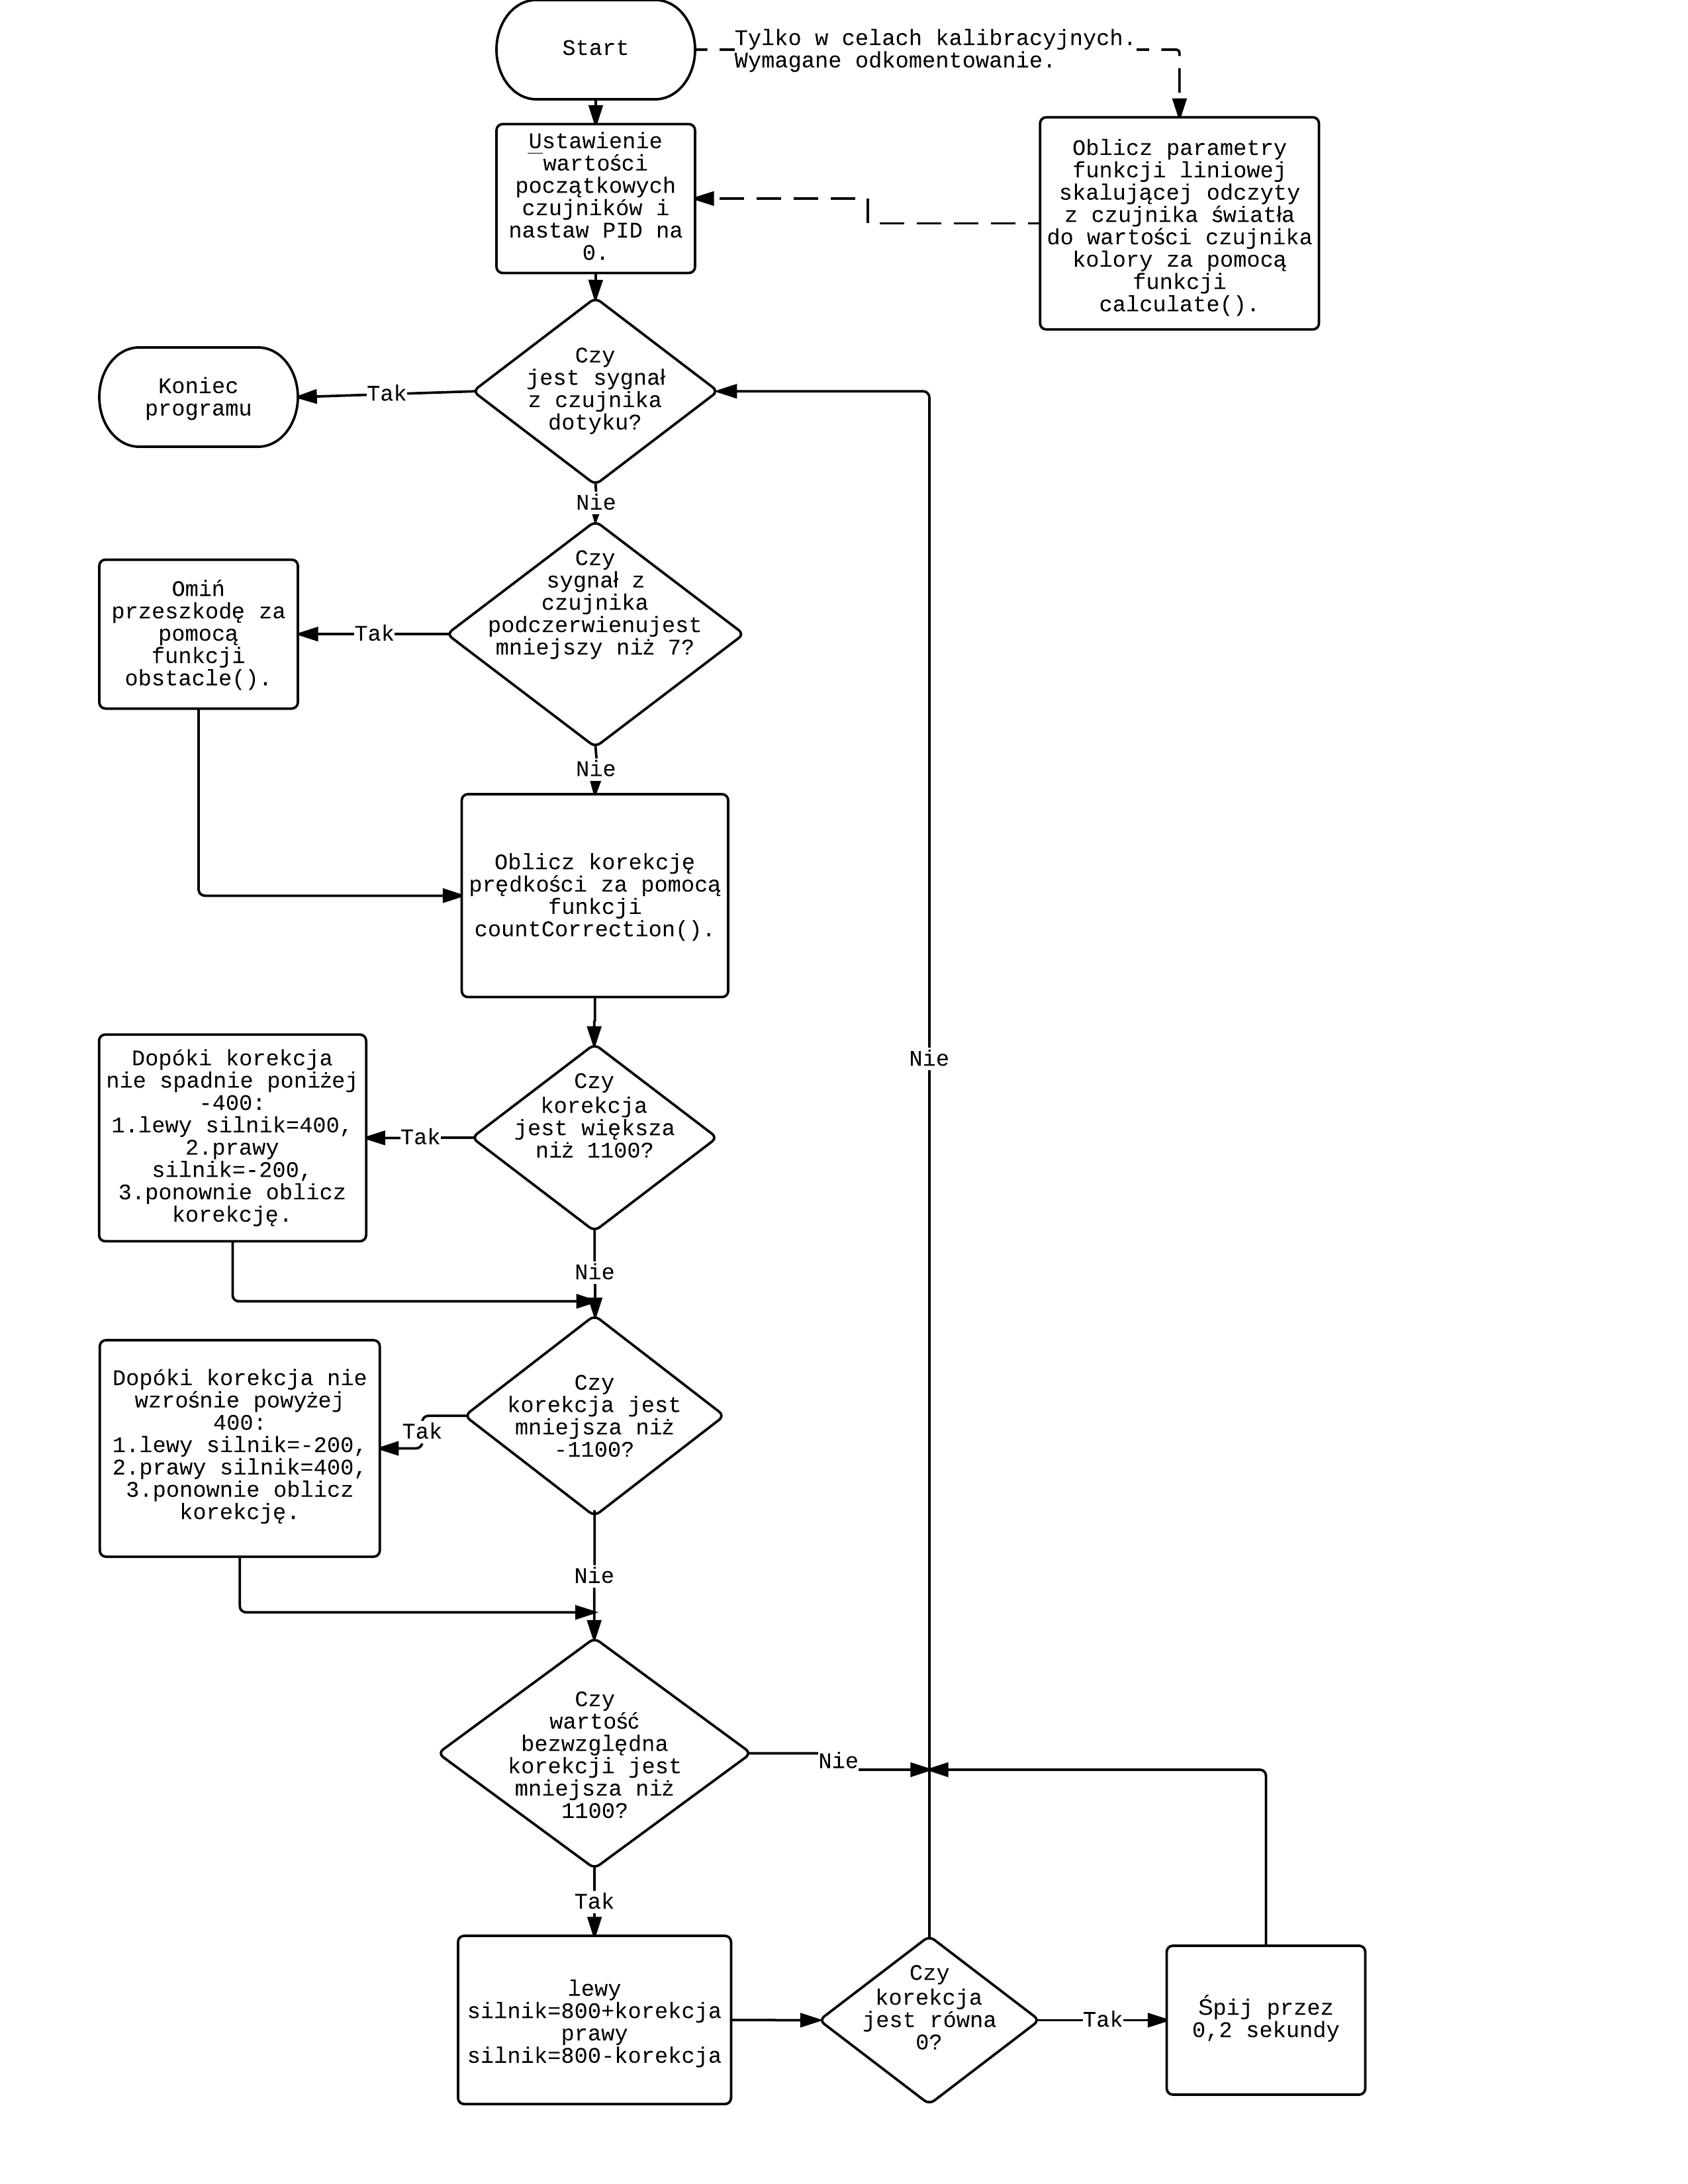 Start
Tylko w celach kalibracyjnych.
Wymagane odkomentowanie.
Ustawienie
wartości
początkowych
czujników i
nastaw PID na
0.
Oblicz parametry
funkcji liniowej
skalującej odczyty
z czujnika światła
do wartości czujnika
kolory za pomocą
funkcji
calculate().
Czy
jest sygnał
z czujnika
dotyku?
Tak
Koniec
programu
Nie
Czy
sygnał z
czujnika
podczerwienujest
mniejszy niż 7?
Tak
Omiń
przeszkodę za
pomocą
funkcji
obstacle().
Nie
Oblicz korekcję
prędkości za pomocą
funkcji
countCorrection().
Nie
Czy
korekcja
jest większa
niż 1100?
Tak
Dopóki korekcja
nie spadnie poniżej
-400:
1.lewy silnik=400,
2.prawy
silnik=-200,
3.ponownie oblicz
korekcję.
Nie
Czy
korekcja jest
mniejsza niż
-1100?
Tak
Dopóki korekcja nie
wzrośnie powyżej
400:
1.lewy silnik=-200,
2.prawy silnik=400,
3.ponownie oblicz
korekcję.
Nie
Czy
wartość
bezwzględna
korekcji jest
mniejsza niż
1100?
Nie
Tak
lewy
silnik=800+korekcja
prawy
silnik=800-korekcja
Czy
korekcja
jest równa
0?
Tak
Śpij przez
0,2 sekundy